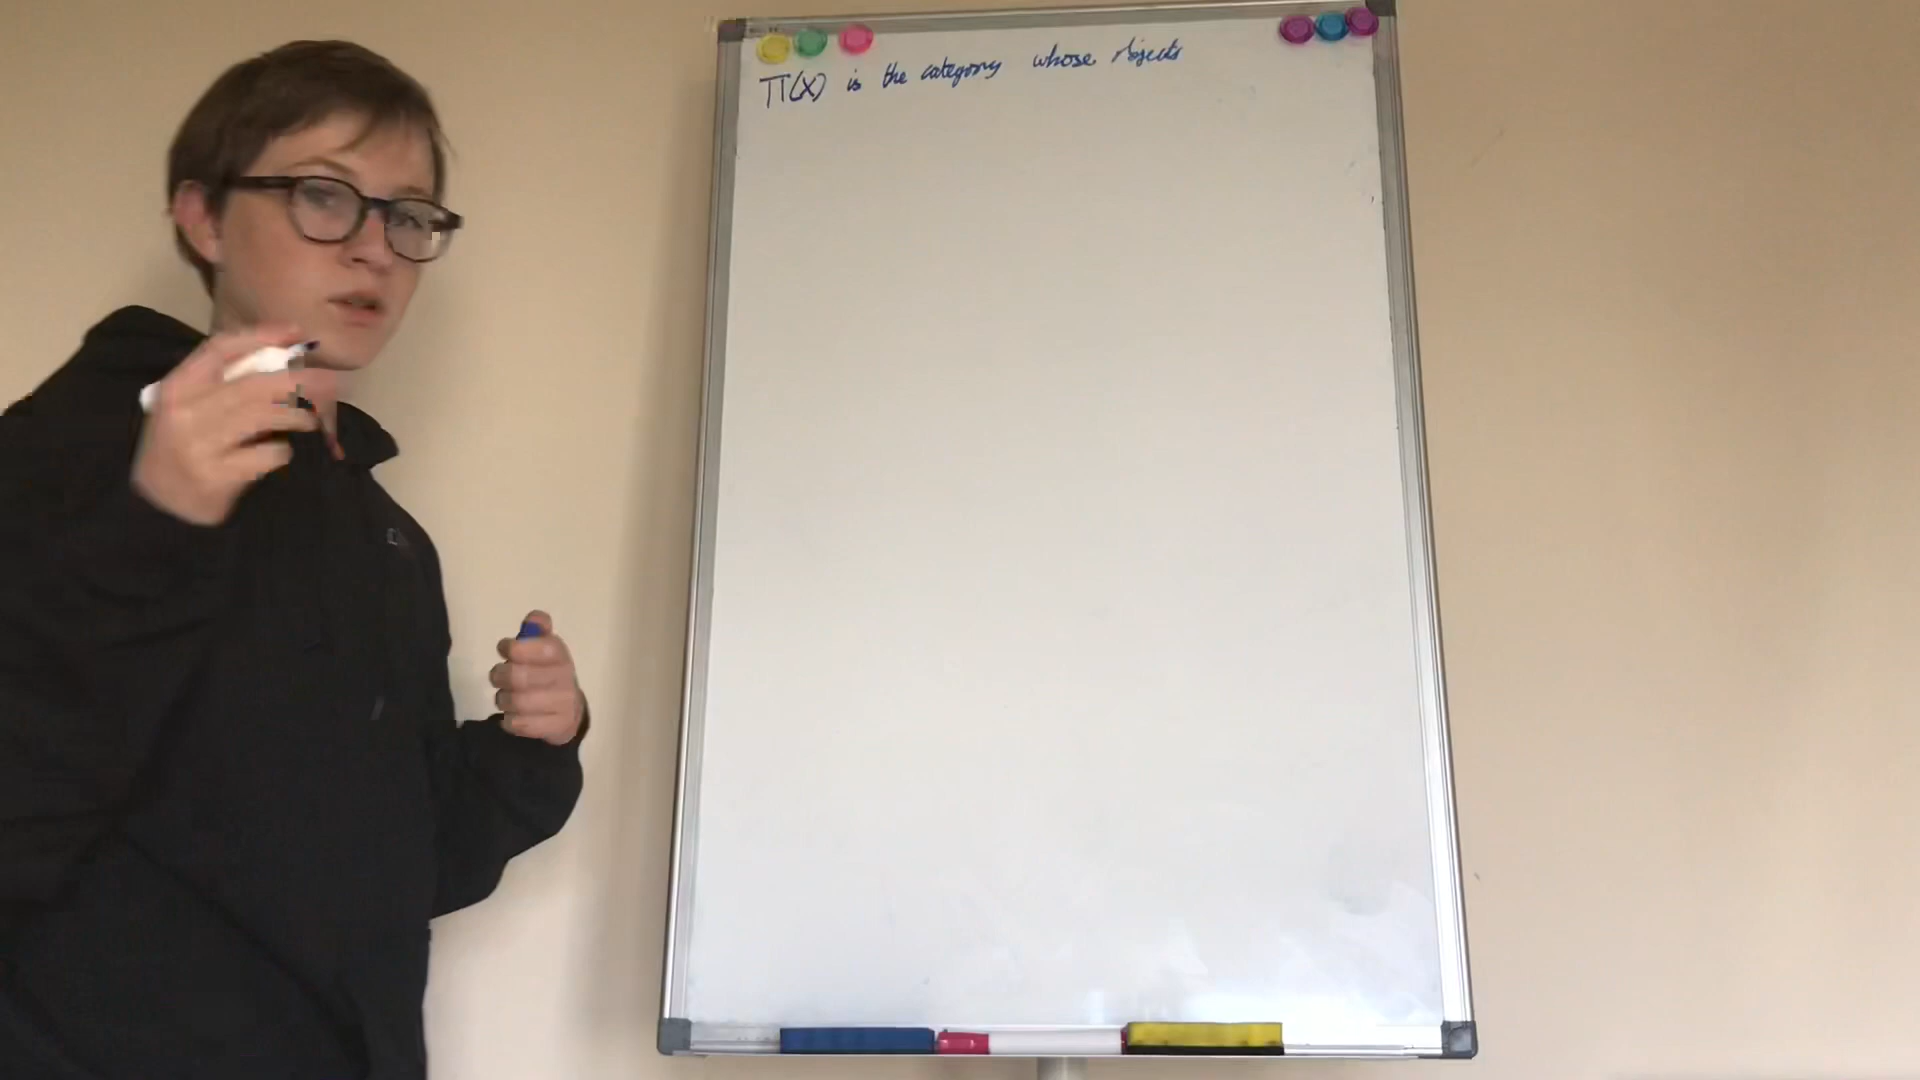 Π(X) is the category whose objects